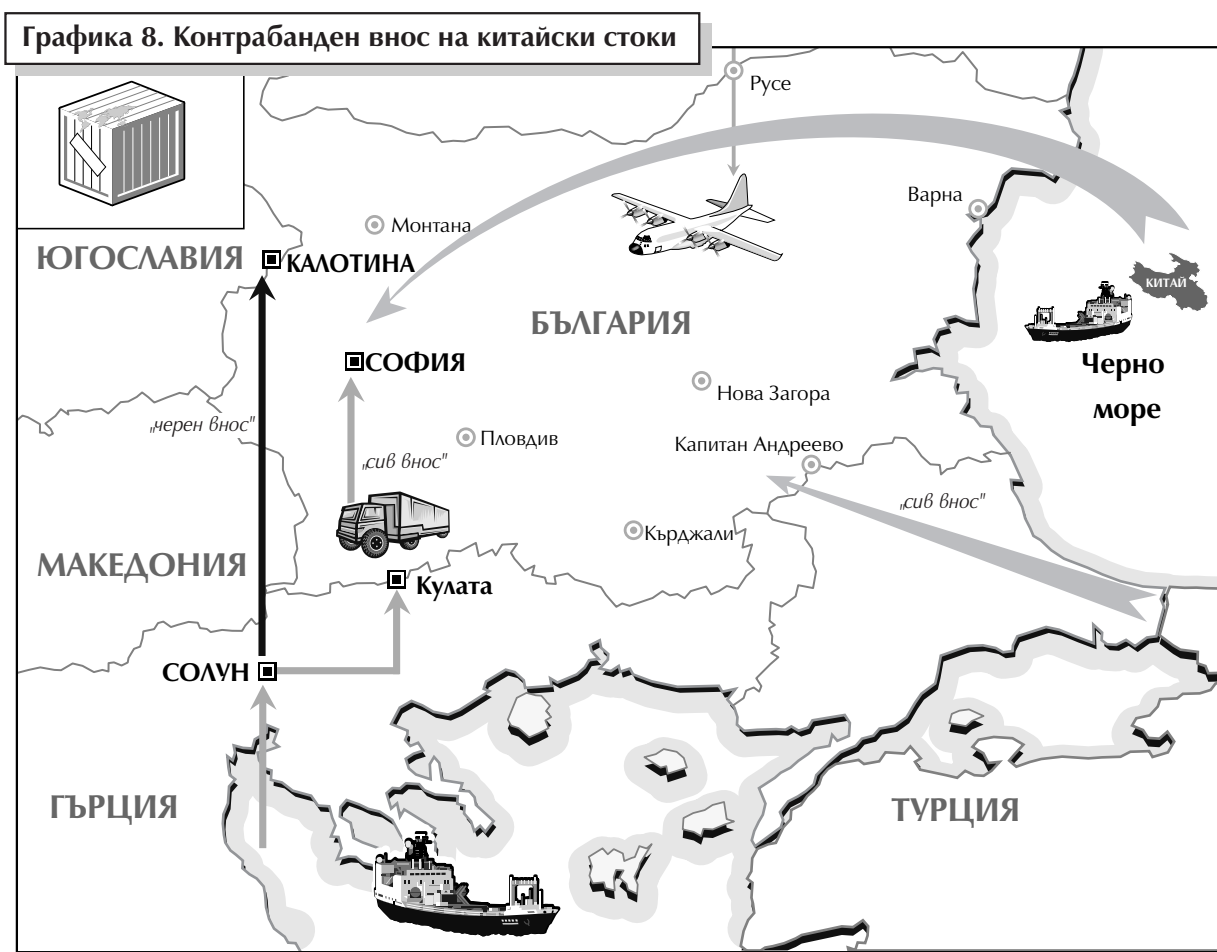 Графика 8. Контрабанден внос на китайски стоки
Русе
Варна
Монтана
ЮГОСЛАВИЯ
КАЛОТИНА
КИТАЙ
БЪЛГАРИЯ
СОФИЯ
Черно
море
Нова Загора
„черен внос"
Пловдив
Капитан Андреево
„сив внос"
„сив внос"
Кърджали
МАКЕДОНИЯ
Кулата
СОЛУН
ГЪРЦИЯ
ТУРЦИЯ